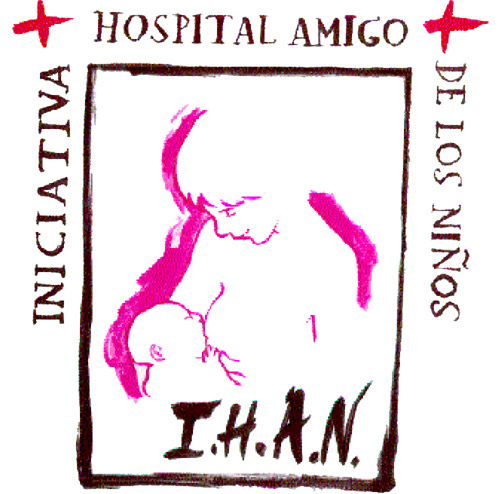 INICIATIVA
HOSPITAL AMIGO
DE LOS NIÑOS
I.H.A.N.